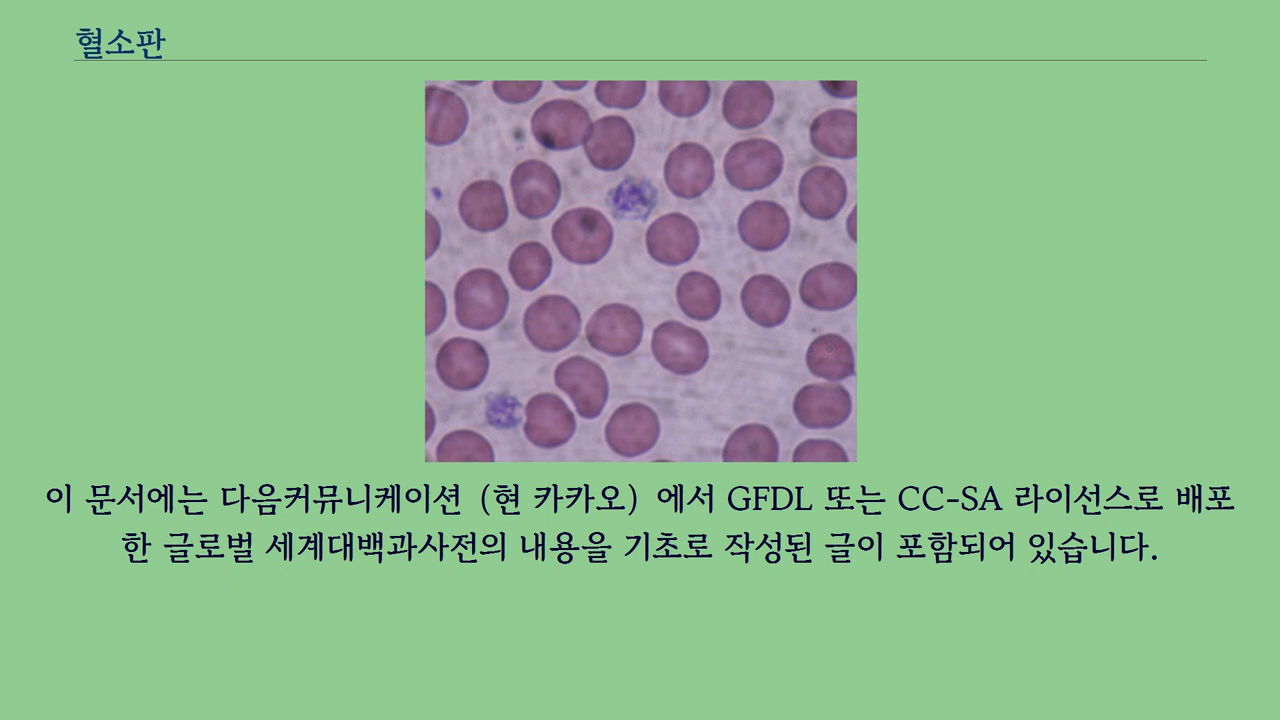 혈소판
이 문서에는 다음커뮤니케이션 (현 카카오) 에서 GFDL 또는 CC-SA 라이선스로 배포
한 글로벌 세계대백과사전의 내용을 기초로 작성된 글이 포함되어 있습니다.